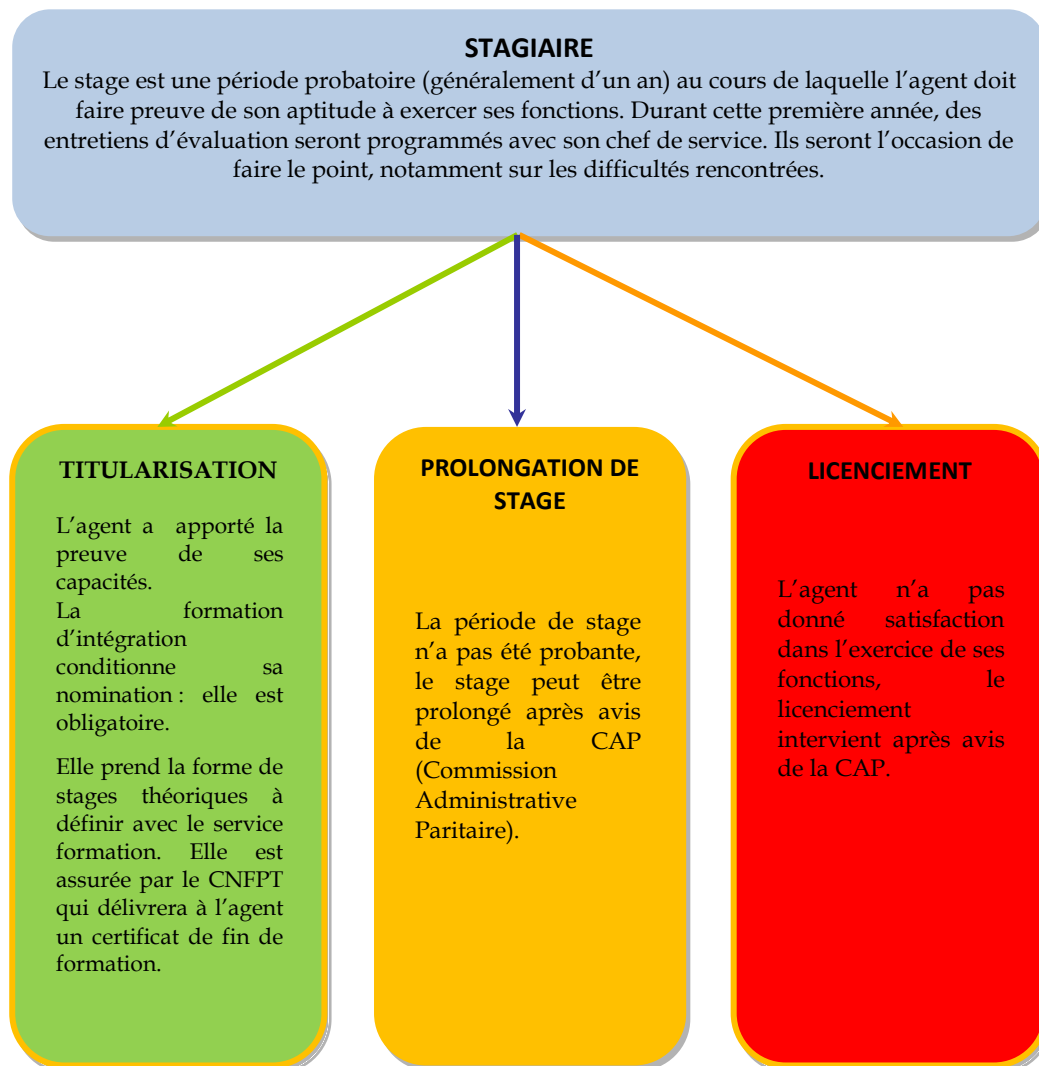 STAGIAIRE
Le stage est une période probatoire (généralement d’un an) au cours de laquelle l’agent doit
faire preuve de son aptitude à exercer ses fonctions. Durant cette première année, des
entretiens d’évaluation seront programmés avec son chef de service. Ils seront l’occasion de
faire le point, notamment sur les difficultés rencontrées.
TITULARISATION
L’agent a apporté la
preuve de ses
capacités.
La formation
d’intégration
conditionne sa
nomination : elle est
obligatoire.
Elle prend la forme de
stages théoriques à
définir avec le service
formation. Elle est
assurée par le CNFPT
qui délivrera à l’agent
un certificat de fin de
formation.
PROLONGATION DE
STAGE
La période de stage
n’a pas été probante,
le stage peut être
prolongé après avis
de la CAP
(Commission
Administrative
Paritaire).
LICENCIEMENT
L’agent n’a pas
donné satisfaction
dans l’exercice de ses
fonctions, le
licenciement
intervient après avis
de la CAP.